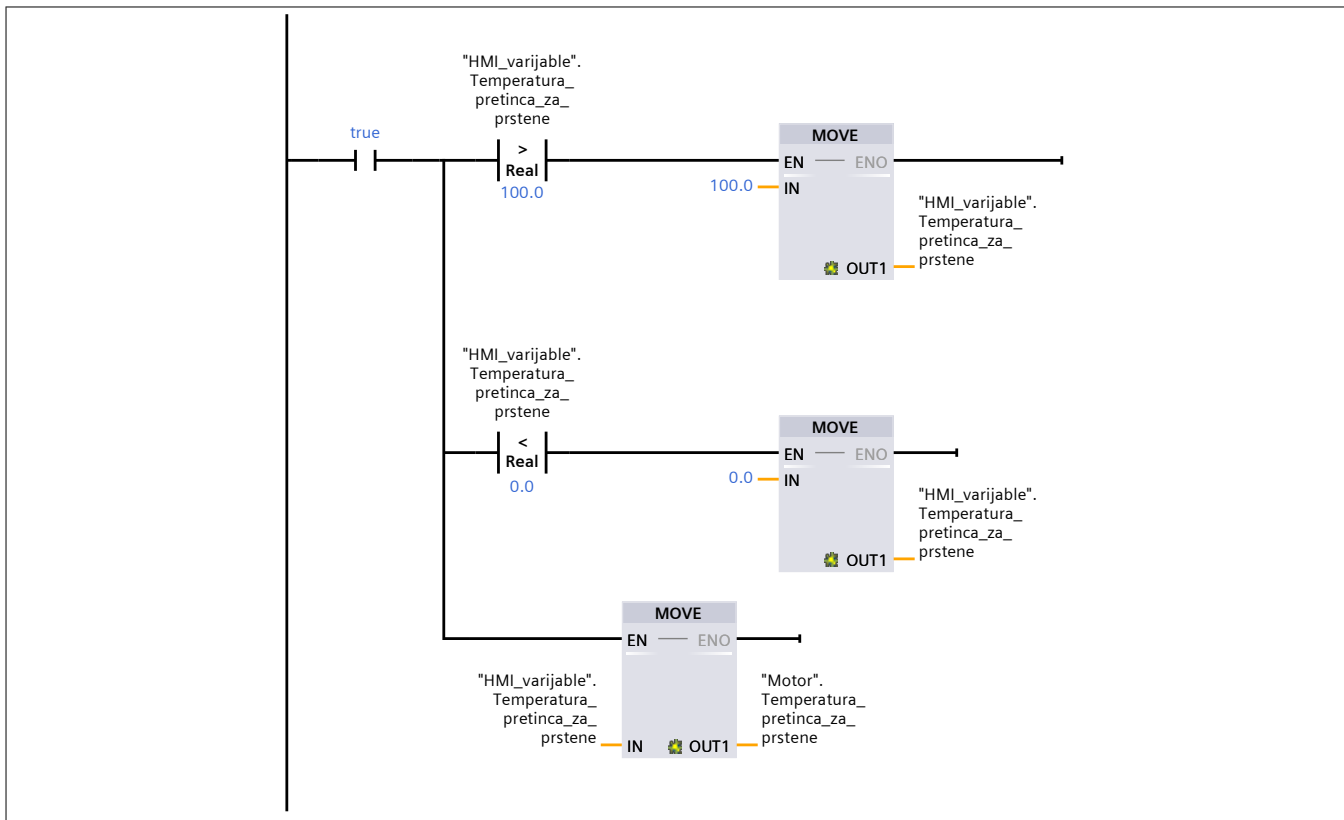 "HMI_varijable".
Temperatura_
pretinca_za_
prstene
true
>
Real
100.0
MOVE
EN
ENO
100.0
IN
OUT1
"HMI_varijable".
Temperatura_
pretinca_za_
prstene
"HMI_varijable".
Temperatura_
pretinca_za_
prstene
<
Real
0.0
MOVE
EN
ENO
0.0
IN
OUT1
"HMI_varijable".
Temperatura_
pretinca_za_
prstene
MOVE
EN
ENO
"HMI_varijable".
Temperatura_
pretinca_za_
prstene
IN
OUT1
"Motor".
Temperatura_
pretinca_za_
prstene